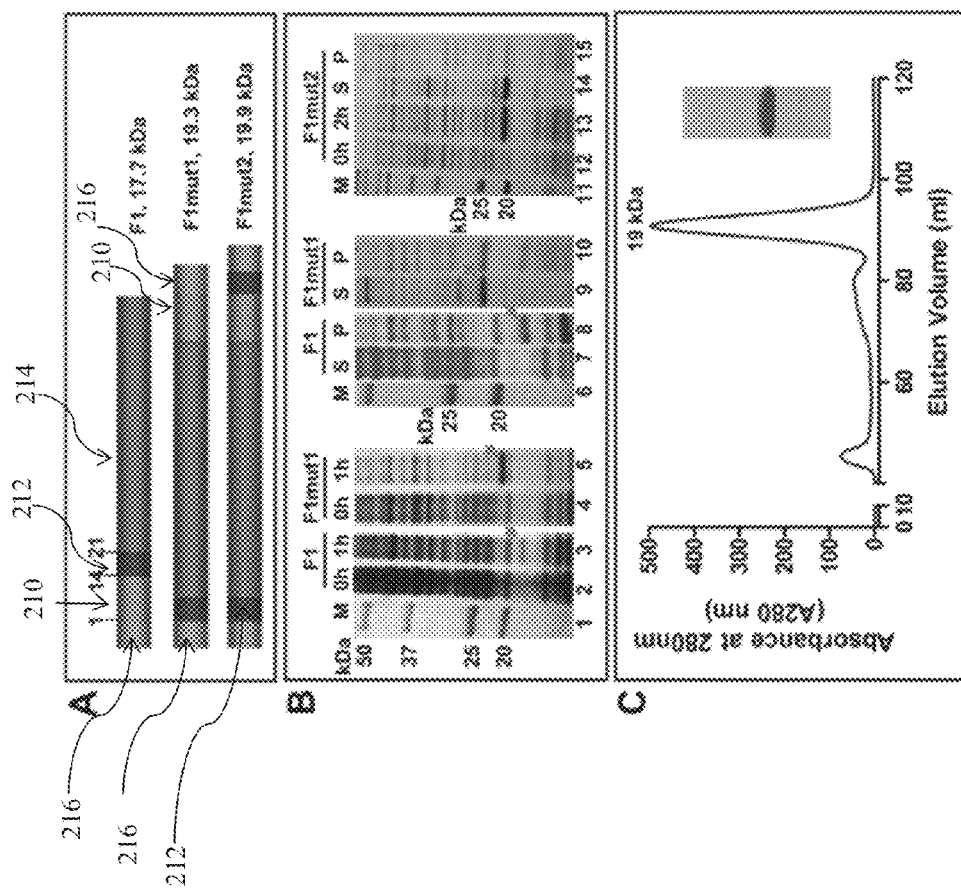 A
210
212
214
210
216
1
14
21
F1, 17.7 kDa
F1mut1, 19.3 kDa
F1mut2, 19.9 kDa
216
216
212
B
F1 F1mut1
kDa M 0h 1h 0h 1h
50
37
25
20
1 2 3 4 5
F1 F1mut1
kDa M S P S P
25
20
6 7 8 9 10
F1mut2
kDa M 0h 2h S P
25
20
11 12 13 14 15
C
Absorbance at 280nm
(A280 nm)
500
400
300
200
100
0
19 kDa
0 10 60 80 100 120
Elution Volume (ml)